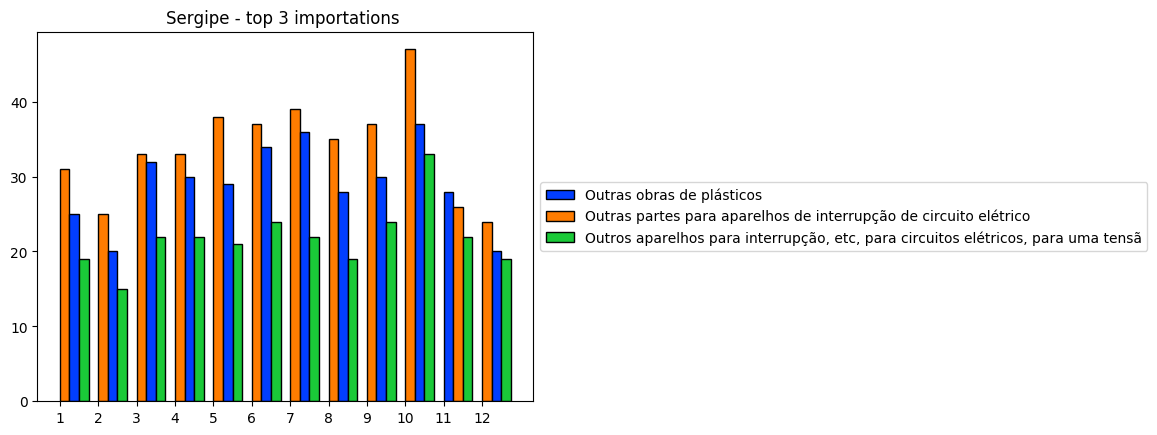 Sergipe - top 3 importations
40
30
20
10
0
1 2 3 4 5 6 7 8 9 10 11 12
Outras obras de plásticos
Outras partes para aparelhos de interrupção de circuito elétrico
Outros aparelhos para interrupção, etc, para circuitos elétricos, para uma tensã